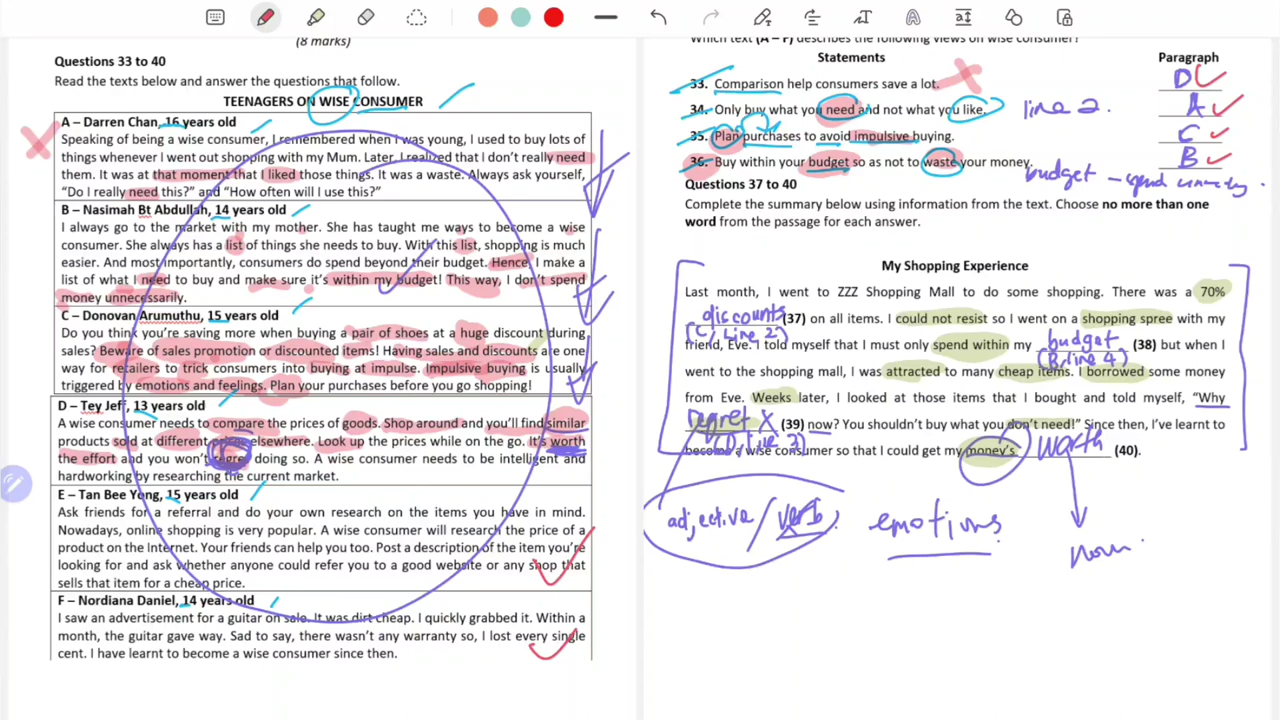 (8 marks)
Questions 33 to 40
Read the texts below and answer the questions that follow.
TEENAGERS ON WISE CONSUMER
A – Darren Chan, 16 years old
Speaking of being a wise consumer, I remembered when I was young, I used to buy lots of
things whenever I went out shopping with my Mum. Later, I realized that I don't really need
them. It was at that moment that I liked those things. It was a waste. Always ask yourself,
"Do I really need this?" and "How often will I use this?"
B – Nasimah Bt Abdullah, 14 years old
I always go to the market with my mother. She has taught me ways to become a wise
consumer. She always has a list of things she needs to buy. With this list, shopping is much
easier. And most importantly, consumers do spend beyond their budget. Hence, I make a
list of what I need to buy and make sure it's within my budget! This way, I don't spend
money unnecessarily.
C – Donovan Arumuthu, 15 years old
Do you think you're saving more when buying a pair of shoes at a huge discount during
sales? Beware of sales promotion or discounted items! Having sales and discounts are one
way for retailers to trick consumers into buying at impulse. Impulsive buying is usually
triggered by emotions and feelings. Plan your purchases before you go shopping!
D – Tey Jeff, 13 years old
A wise consumer needs to compare the prices of goods. Shop around and you'll find similar
products sold at different elsewhere. Look up the prices while on the go. It's worth
the effort and you won't doing so. A wise consumer needs to be intelligent and
hardworking by researching the current market.
E – Tan Bee Yong, 15 years old
Ask friends for a referral and do your own research on the items you have in mind.
Nowadays, online shopping is very popular. A wise consumer will research the price of a
product on the Internet. Your friends can help you too. Post a description of the item you're
looking for and ask whether anyone could refer you to a good website or any shop that
sells that item for a cheap price.
F – Nordiana Daniel, 14 years old
I saw an advertisement for a guitar on sale. It was dirt cheap. I quickly grabbed it. Within a
month, the guitar gave way. Sad to say, there wasn't any warranty so, I lost every single
cent. I have learnt to become a wise consumer since then.
Which text (A – F) describes the following views on wise consumer?
Statements Paragraph
33. Comparison help consumers save a lot. D
34. Only buy what you need and not what you like. line 2. A
35. Plan purchases to avoid impulsive buying. C
36. Buy within your budget so as not to waste your money. B
budget – spend
Questions 37 to 40
Complete the summary below using information from the text. Choose no more than one
word from the passage for each answer.
My Shopping Experience
Last month, I went to ZZZ Shopping Mall to do some shopping. There was a 70%
discounts (37) on all items. I could not resist so I went on a shopping spree with my
(C, line 2)
friend, Eve. I told myself that I must only spend within my budget (38) but when I
(B, line 4)
went to the shopping mall, I was attracted to many cheap items. I borrowed some money
from Eve. Weeks later, I looked at those items that I bought and told myself, "Why
regret x (39) now? You shouldn't buy what you don't need!" Since then, I've learnt to
(D, line 3)
become a wise consumer so that I could get my money's worth (40).
adjective / verb emotions
noun.